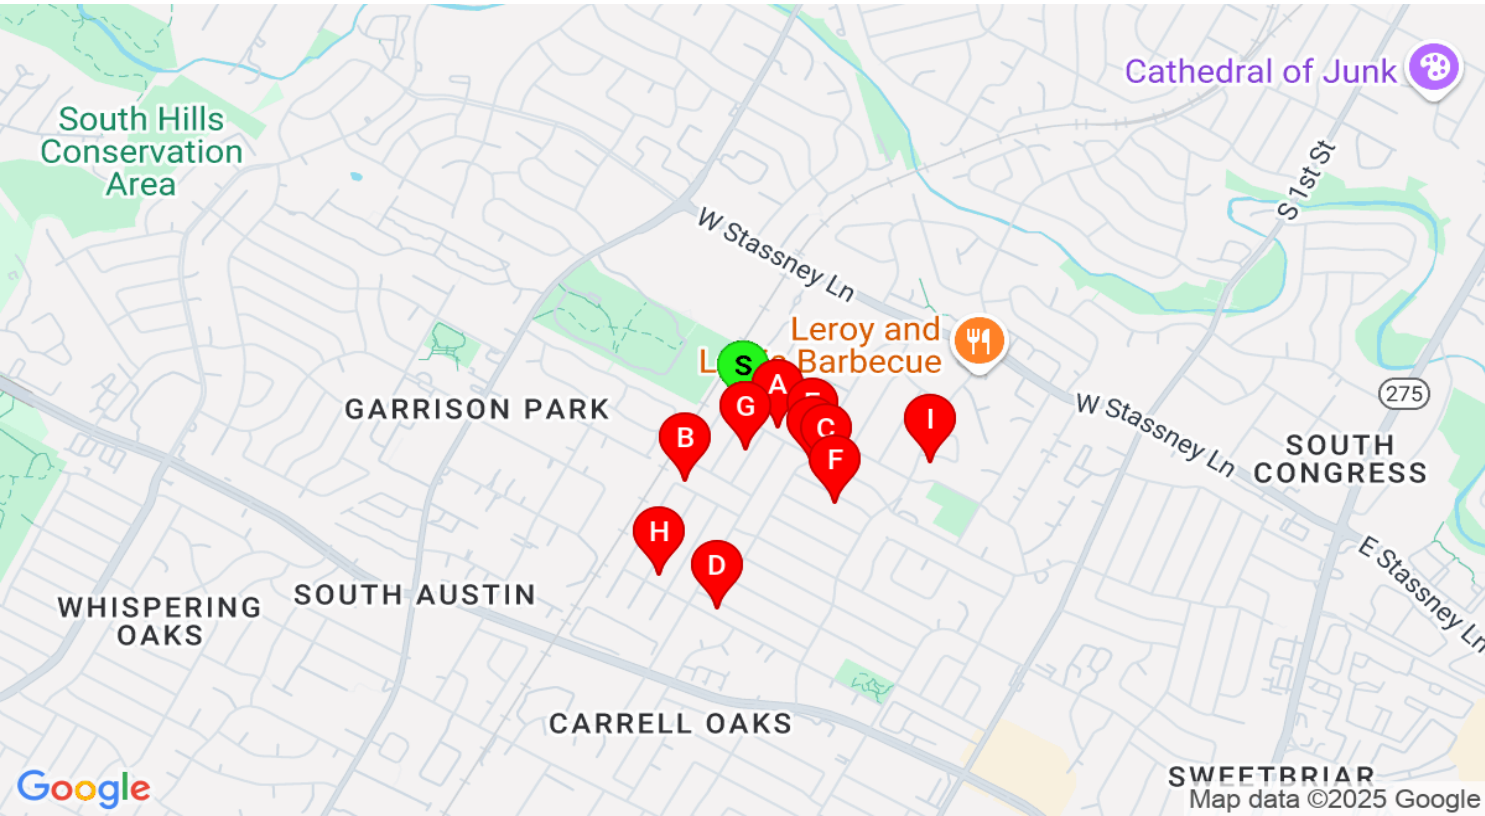 Cathedral of Junk
South Hills
Conservation
Area
S 1st St
W Stassney Ln
Leroy and
Barbecue
S
A
275
GARRISON PARK
G
B
C
I
W Stassney Ln
SOUTH
CONGRESS
F
H
D
E Stassney Ln
SOUTH AUSTIN
WHISPERING
OAKS
CARRELL OAKS
SWEETBRIAR
Google
Map data ©2025 Google